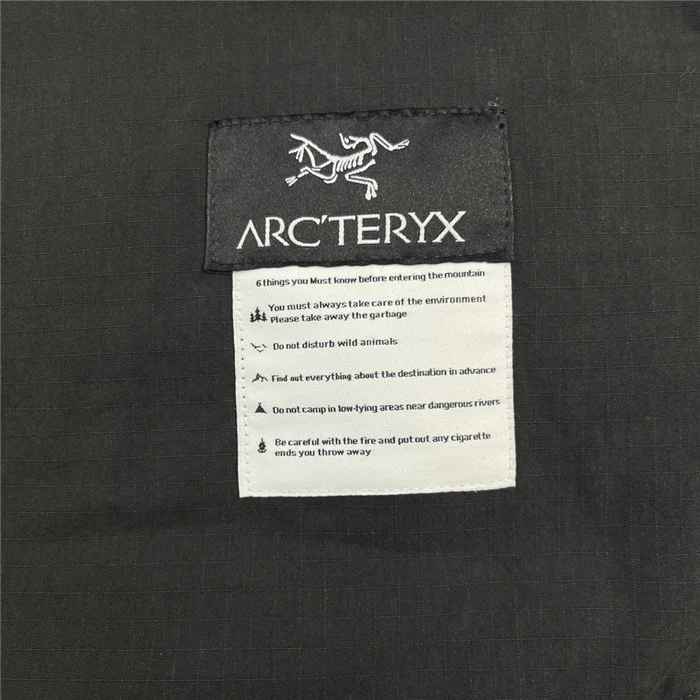 ARC'TERYX
6 things you Must know before entering the mountain
You must always take care of the environment
Please take away the garbage
Do not disturb wild animals
Find out everything about the destination in advance
Do not camp in low-lying areas near dangerous rivers
Be careful with the fire and put out any cigarette
ends you throw away